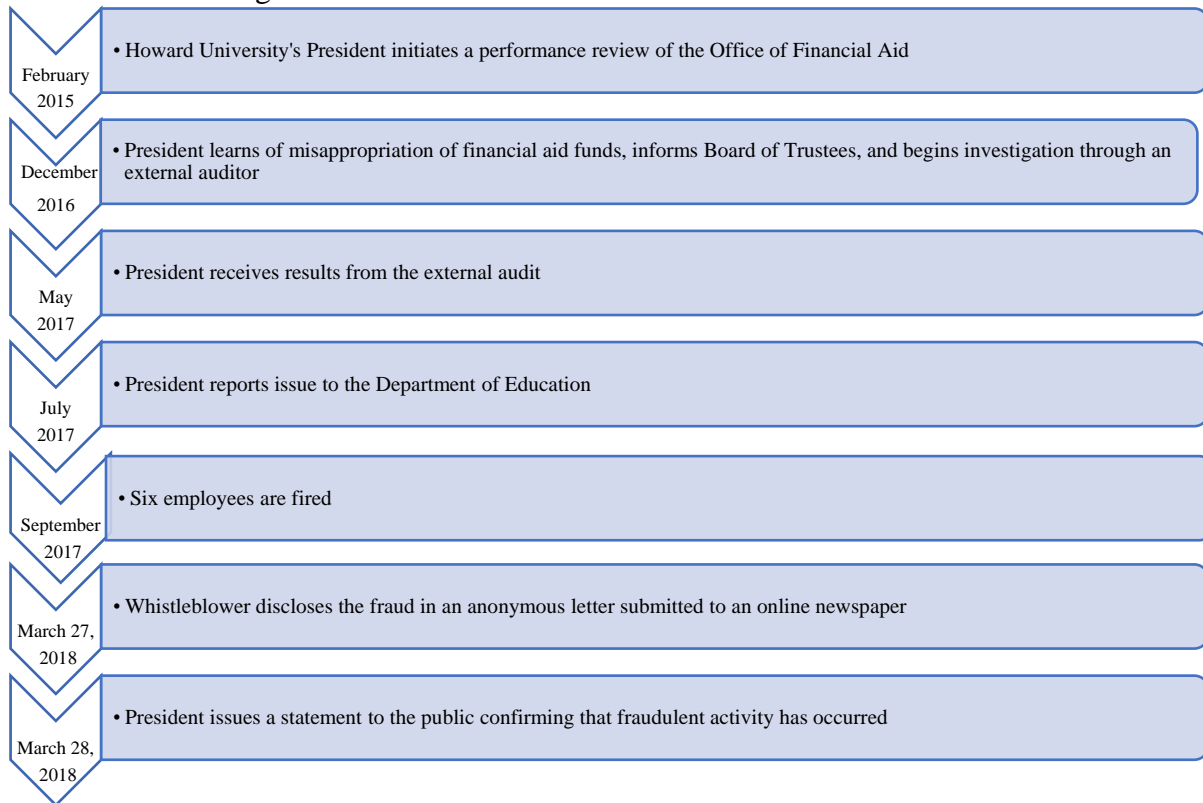 February
2015
• Howard University's President initiates a performance review of the Office of Financial Aid
December
2016
• President learns of misappropriation of financial aid funds, informs Board of Trustees, and begins investigation through an
external auditor
May
2017
• President receives results from the external audit
July
2017
• President reports issue to the Department of Education
September
2017
• Six employees are fired
March 27,
2018
• Whistleblower discloses the fraud in an anonymous letter submitted to an online newspaper
March 28,
2018
• President issues a statement to the public confirming that fraudulent activity has occurred